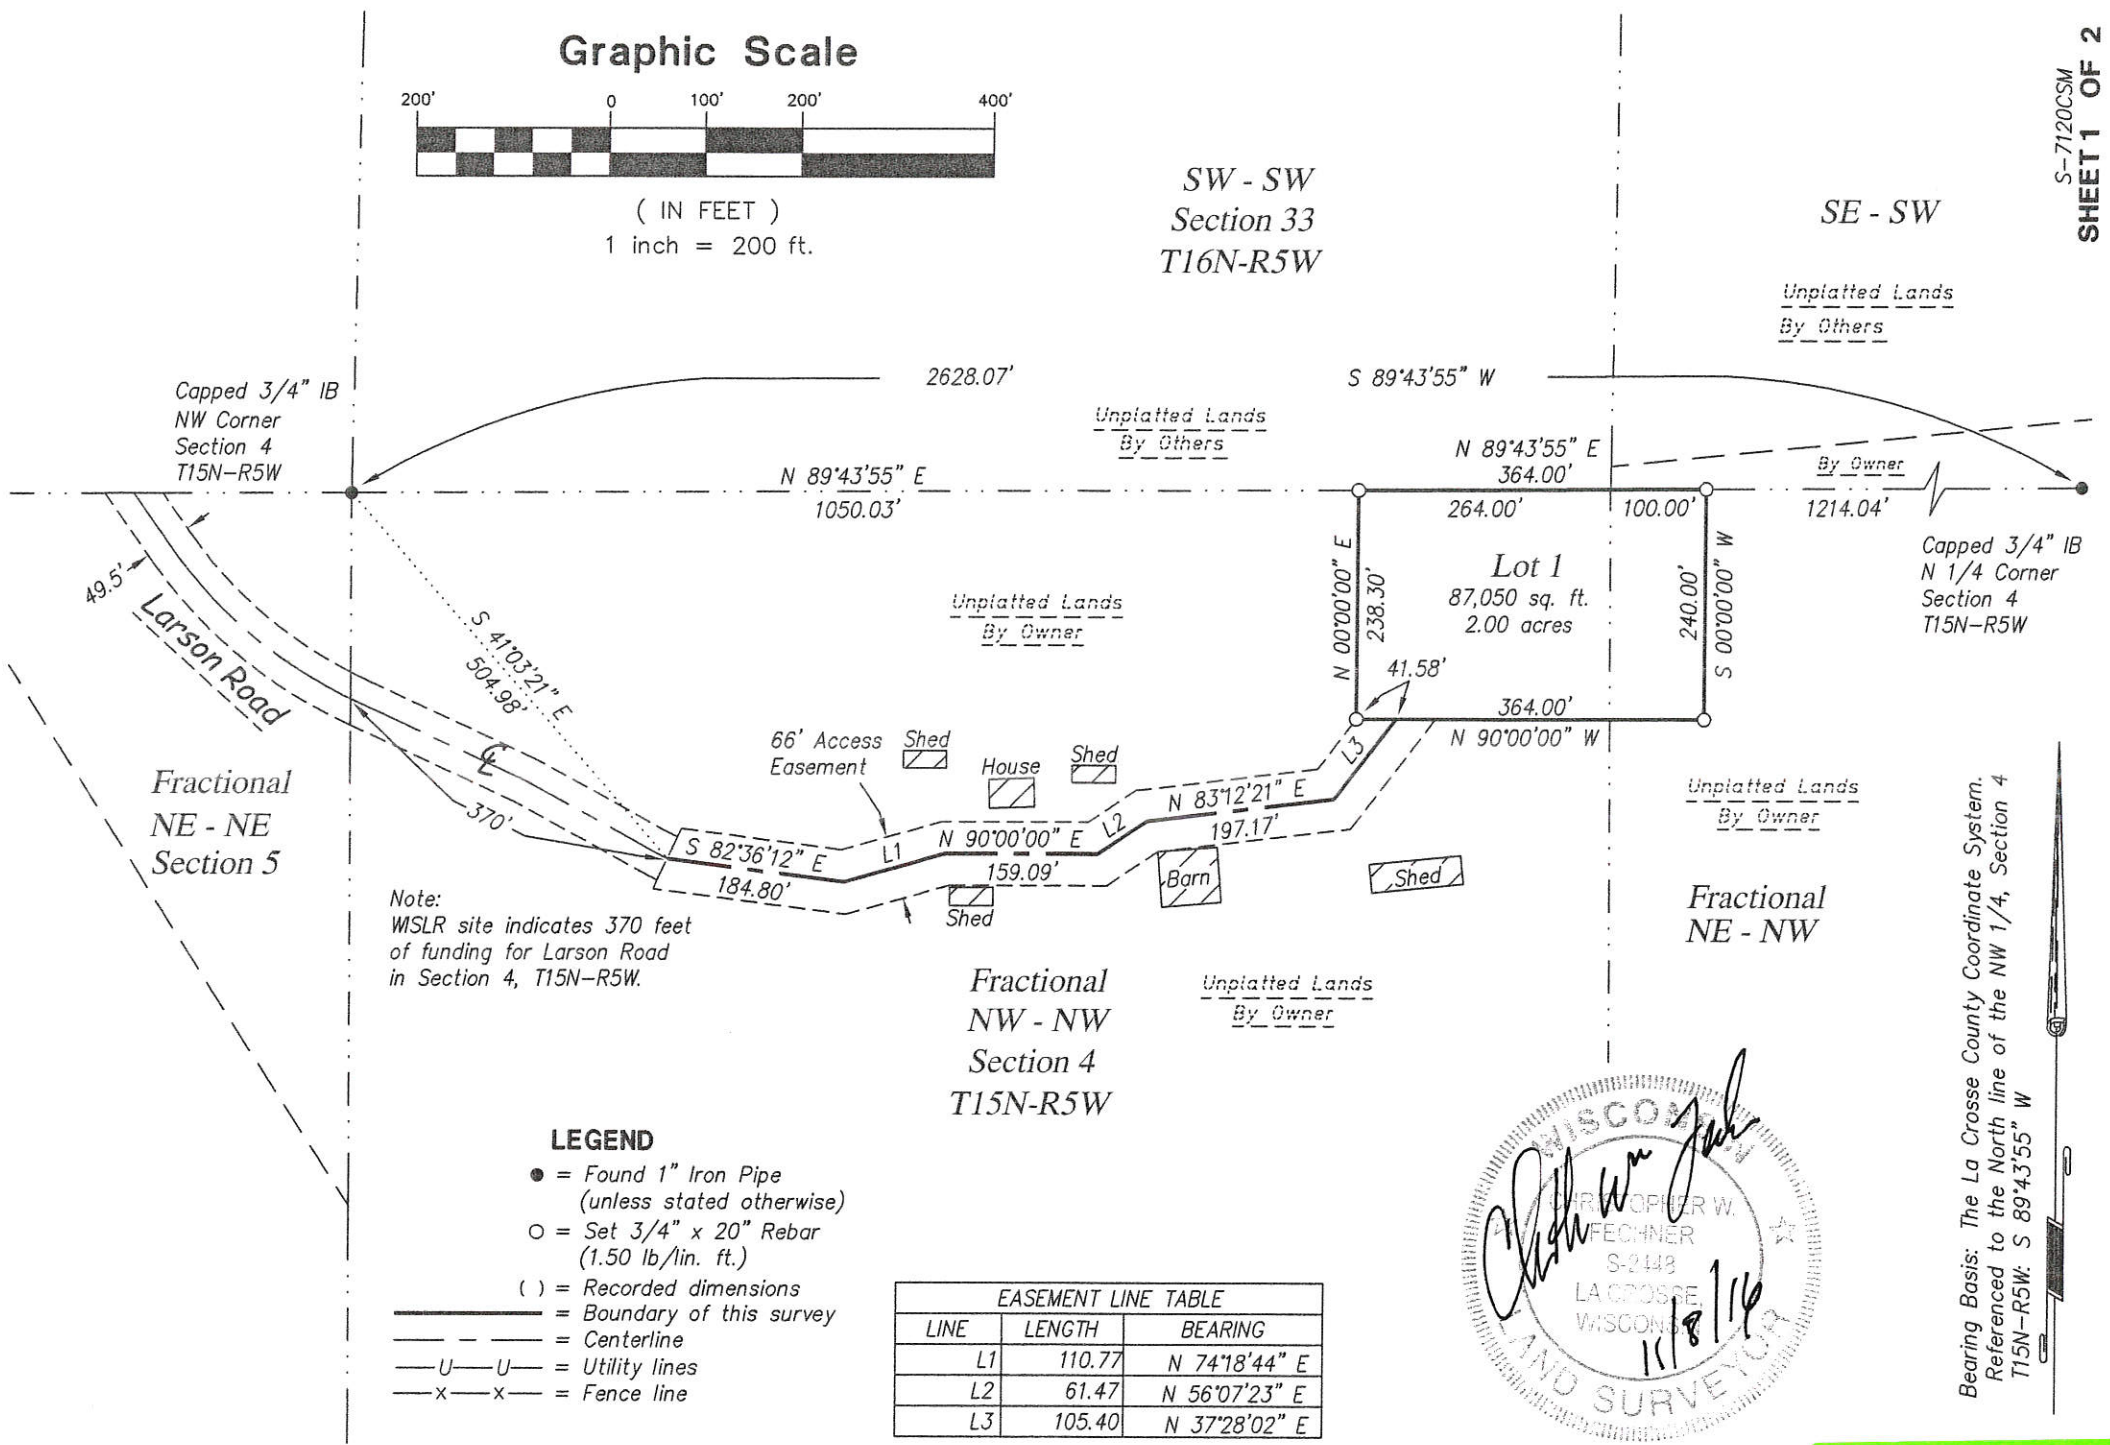 Graphic Scale
200' 0 100' 200' 400'
( IN FEET )
1 inch = 200 ft.
SW - SW
Section 33
T16N-R5W
SE - SW
S-7120CSM
SHEET 1 OF 2
Unplatted Lands
By Others
Capped 3/4" IB
NW Corner
Section 4
T15N-R5W
2628.07'
S 89°43'55" W
Unplatted Lands
By Others
N 89°43'55" E
1050.03'
N 89°43'55" E
364.00'
264.00'
100.00'
By Owner
1214.04'
Capped 3/4" IB
N 1/4 Corner
Section 4
T15N-R5W
49.5'
Larson Road
S 41°03'21" E
504.98'
Unplatted Lands
By Owner
N 00°00'00" E
238.30'
Lot 1
87,050 sq. ft.
2.00 acres
240.00'
S 00°00'00" W
41.58'
364.00'
N 90°00'00" W
66' Access
Easement
Shed
House
Shed
Fractional
NE - NE
Section 5
370'
S 82°36'12" E
184.80'
L1
N 90°00'00" E
159.09'
L2
N 83°12'21" E
197.17'
L3
Shed
Barn
Shed
Unplatted Lands
By Owner
Note:
WISLR site indicates 370 feet
of funding for Larson Road
in Section 4, T15N-R5W.
Fractional
NE - NW
Fractional
NW - NW
Section 4
T15N-R5W
Unplatted Lands
By Owner
Bearing Basis: The La Crosse County Coordinate System.
Referenced to the North line of the NW 1/4, Section 4
T15N-R5W: S 89°43'55" W
LEGEND
= Found 1" Iron Pipe
(unless stated otherwise)
= Set 3/4" x 20" Rebar
(1.50 lb/lin. ft.)
( ) = Recorded dimensions
= Boundary of this survey
= Centerline
U U = Utility lines
x x = Fence line
EASEMENT LINE TABLE
LINE LENGTH BEARING
L1 110.77 N 74°18'44" E
L2 61.47 N 56°07'23" E
L3 105.40 N 37°28'02" E
WISCONSIN
CHRISTOPHER W.
FECHNER
S-2448
LA CROSSE,
WISCONSIN
LAND SURVEYOR
11/8/16